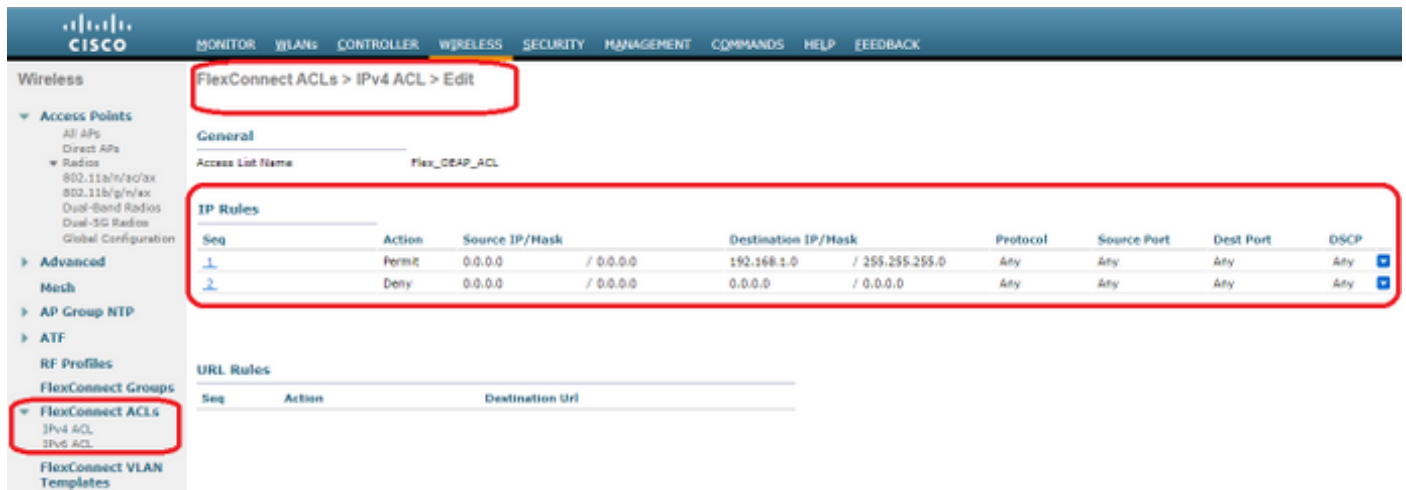 CISCO
MONITOR WLANs CONTROLLER WIRELESS SECURITY MANAGEMENT COMMANDS HELP FEEDBACK
Wireless
Access Points
All APs
Direct APs
Radios
802.11a/n/ac/ax
802.11b/g/n/ax
Dual-Band Radios
Dual-5G Radios
Global Configuration
Advanced
Mesh
AP Group NTP
ATF
RF Profiles
FlexConnect Groups
FlexConnect ACLs
IPv4 ACL
IPv6 ACL
FlexConnect VLAN
Templates
FlexConnect ACLs > IPv4 ACL > Edit
General
Access List Name Flex_OEAP_ACL
IP Rules
Seq Action Source IP/Mask Destination IP/Mask Protocol Source Port Dest Port DSCP
1 Permit 0.0.0.0 / 0.0.0.0 192.168.1.0 / 255.255.255.0 Any Any Any Any
2 Deny 0.0.0.0 / 0.0.0.0 0.0.0.0 / 0.0.0.0 Any Any Any Any
URL Rules
Seq Action Destination Url